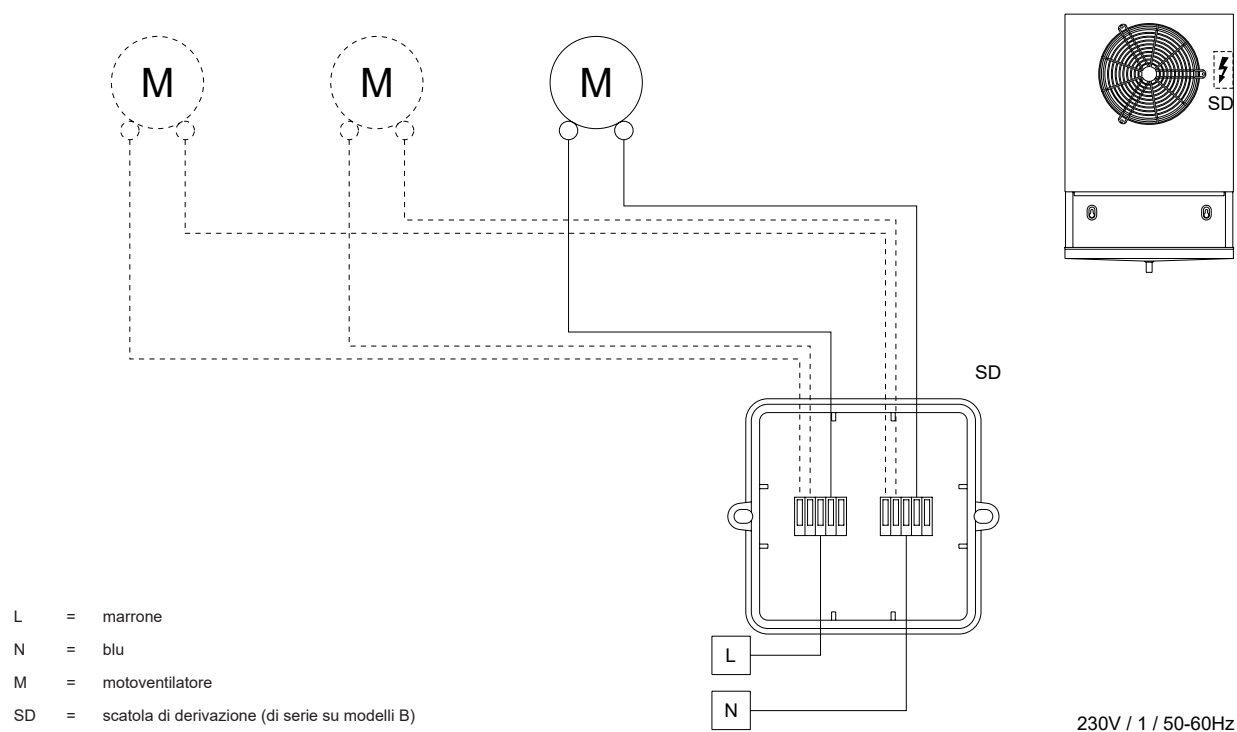 M M M
SD
SD
L = marrone
N = blu
M = motoventilatore
SD = scatola di derivazione (di serie su modelli B)
L
N
230V / 1 / 50-60Hz